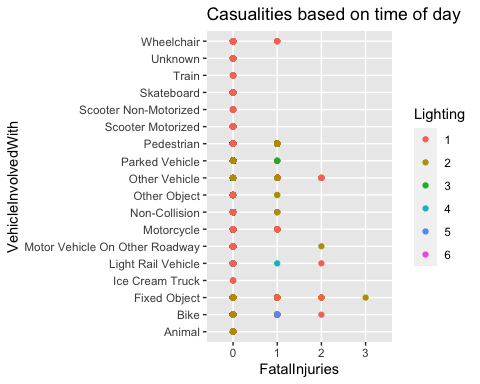 Casualities based on time of day
VehicleInvolvedWith
Wheelchair
Unknown
Train
Skateboard
Scooter Non-Motorized
Scooter Motorized
Pedestrian
Parked Vehicle
Other Vehicle
Other Object
Non-Collision
Motorcycle
Motor Vehicle On Other Roadway
Light Rail Vehicle
Ice Cream Truck
Fixed Object
Bike
Animal
0 1 2 3
FatalInjuries
Lighting
1
2
3
4
5
6